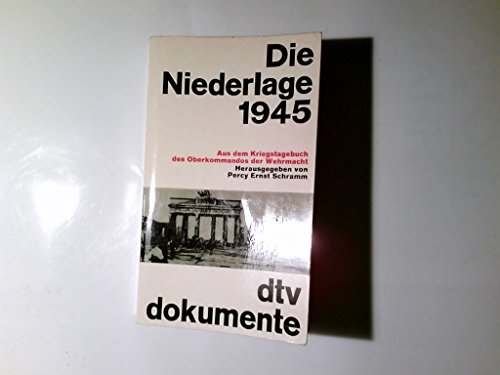 Die
Niederlage
1945
Aus dem Kriegstagebuch
des Oberkommandos der Wehrmacht
Herausgegeben von
Percy Ernst Schramm
dtv
dokumente